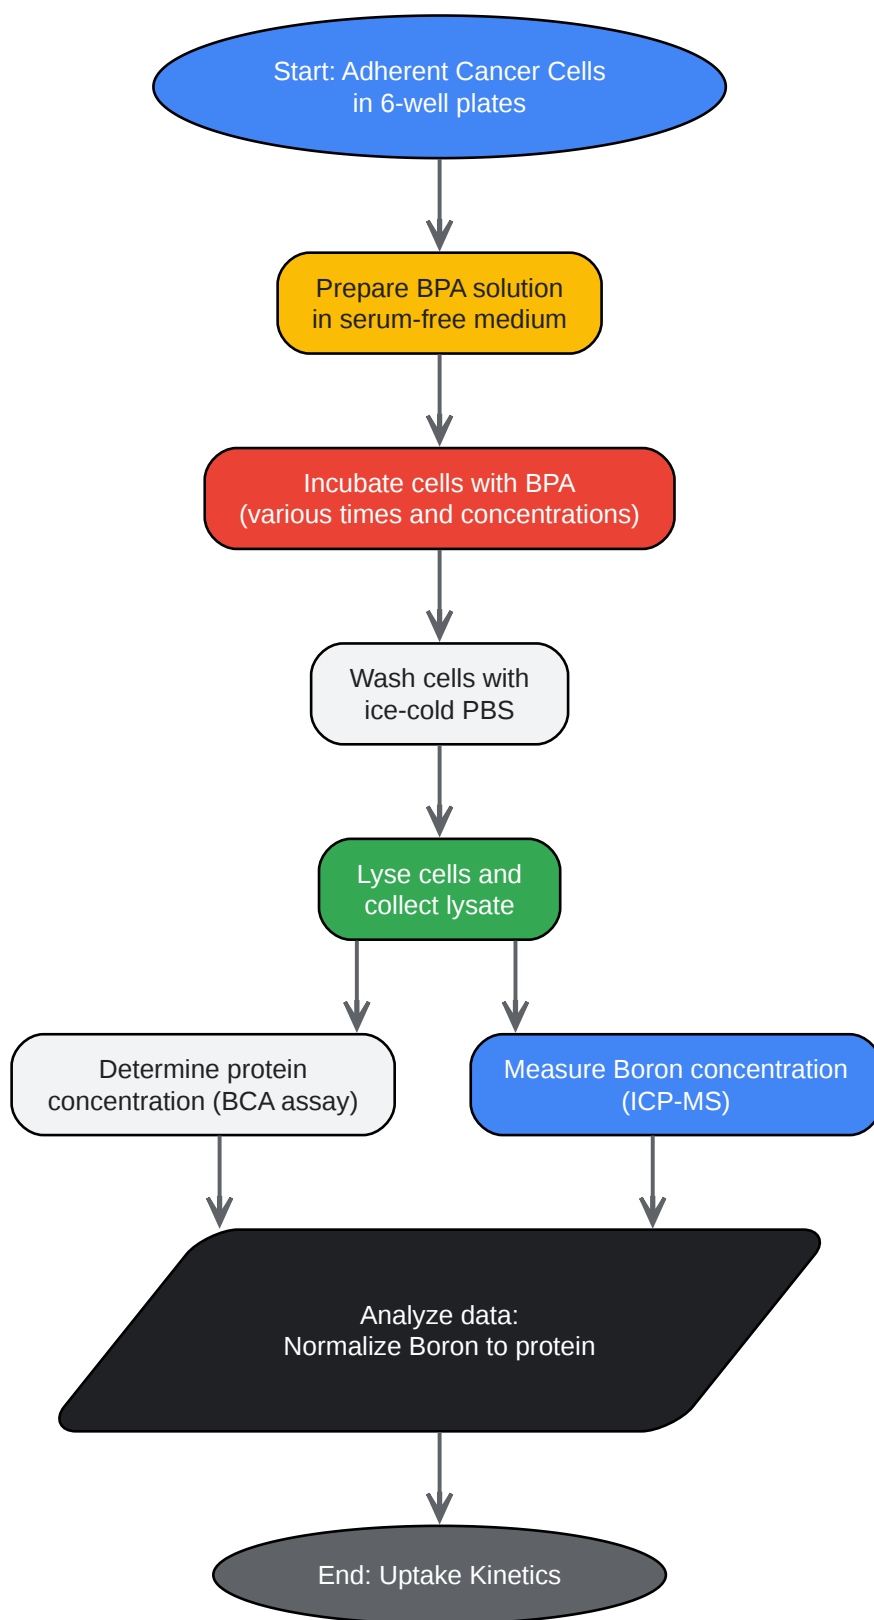 Start: Adherent Cancer Cells
in 6-well plates
Prepare BPA solution
in serum-free medium
Incubate cells with BPA
(various times and concentrations)
Wash cells with
ice-cold PBS
Lyse cells and
collect lysate
Determine protein
concentration (BCA assay)
Measure Boron concentration
(ICP-MS)
Analyze data:
Normalize Boron to protein
End: Uptake Kinetics